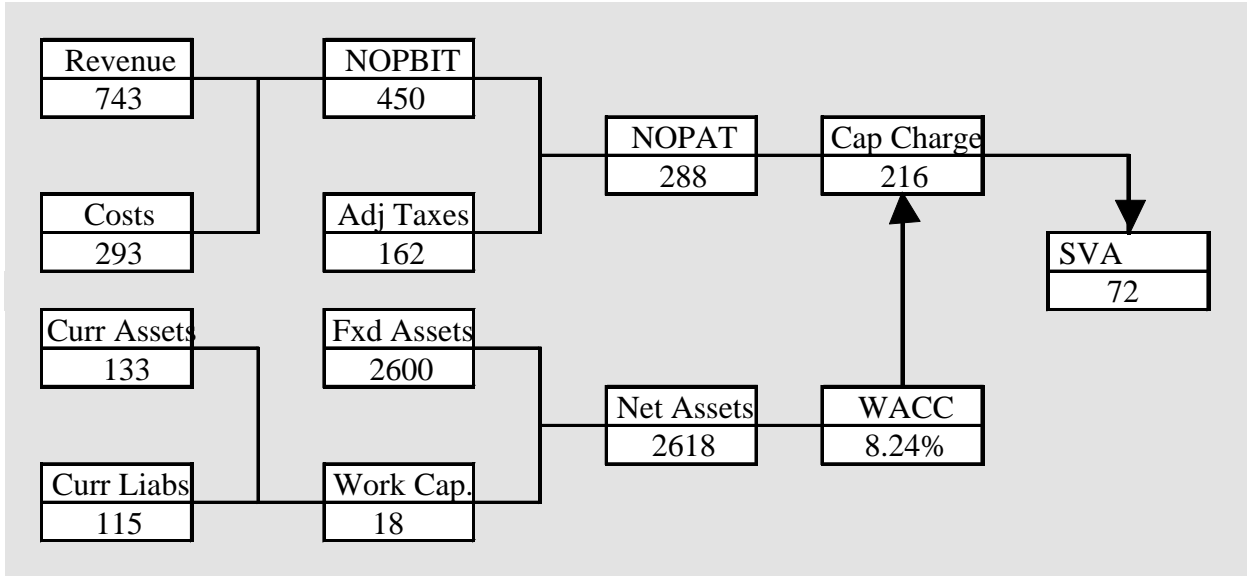 Revenue
743
NOPBIT
450
NOPAT
288
Cap Charge
216
Costs
293
Adj Taxes
162
SVA
72
Curr Assets
133
Fxd Assets
2600
Net Assets
2618
WACC
8.24%
Curr Liabs
115
Work Cap.
18